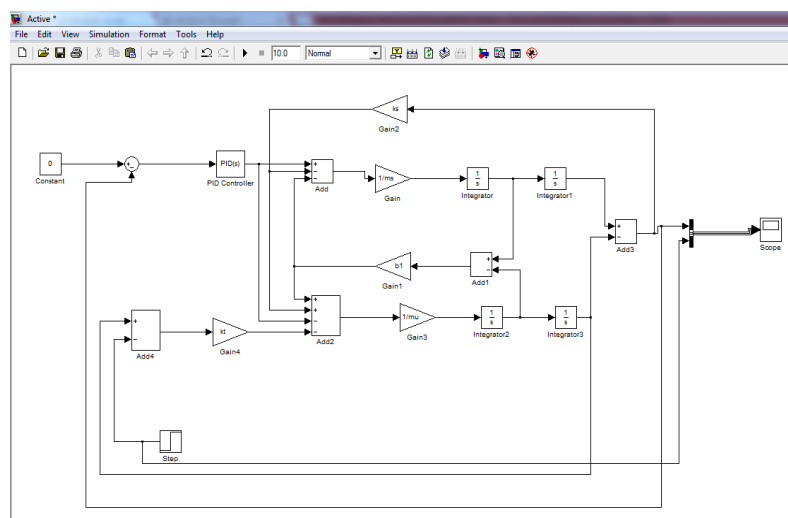 Active *
File Edit View Simulation Format Tools Help
10.0 Normal
ks
Gain2
0
Constant
+
−
PID(s)
PID Controller
+
−
−
Add
1/ms
Gain
1
s
Integrator
1
s
Integrator1
+
−
Add3
Scope
b1
Gain1
+
−
Add1
+
−
Add4
kt
Gain4
+
+
−
−
Add2
1/mu
Gain3
1
s
Integrator2
1
s
Integrator3
Step